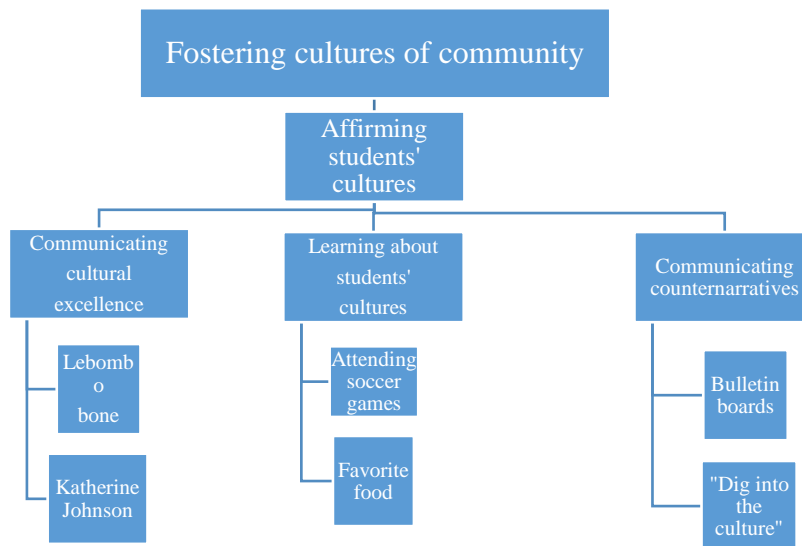 Fostering cultures of community
Affirming
students'
cultures
Communicating
cultural
excellence
Learning about
students'
cultures
Communicating
counternarratives
Lebomb
o
bone
Katherine
Johnson
Attending
soccer
games
Favorite
food
Bulletin
boards
"Dig into
the
culture"